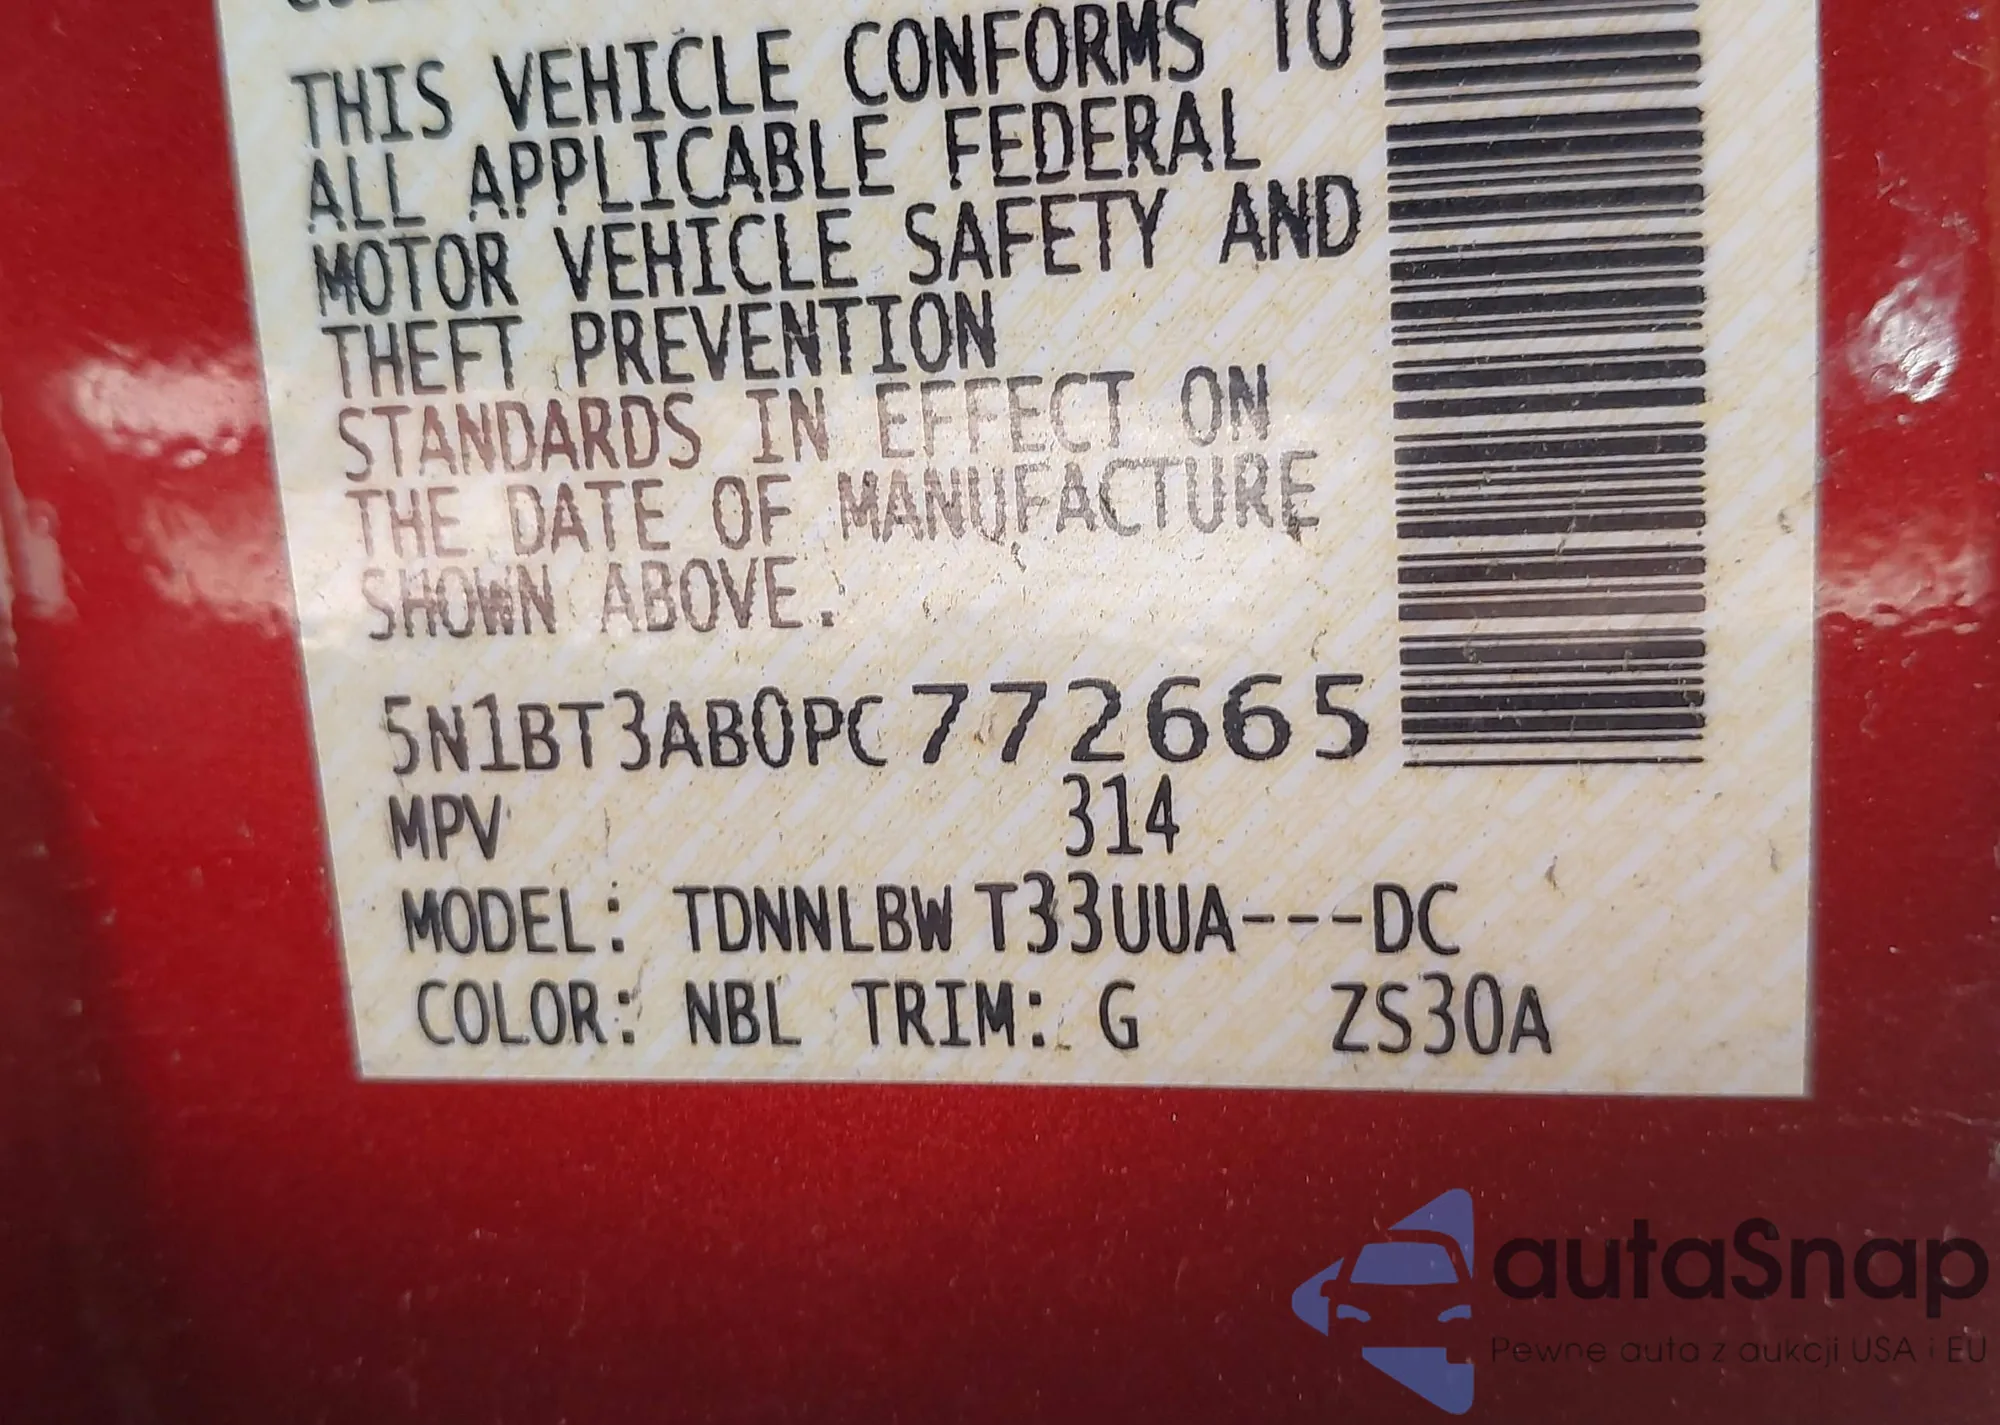 THIS VEHICLE CONFORMS TO
ALL APPLICABLE FEDERAL
MOTOR VEHICLE SAFETY AND
THEFT PREVENTION
STANDARDS IN EFFECT ON
THE DATE OF MANUFACTURE
SHOWN ABOVE.
5N1BT3AB0PC772665
MPV 314
MODEL: TDNNLBW T33UUA---DC
COLOR: NBL TRIM: G ZS30A
autaSnap
Pewne auta z aukcji USA i EU